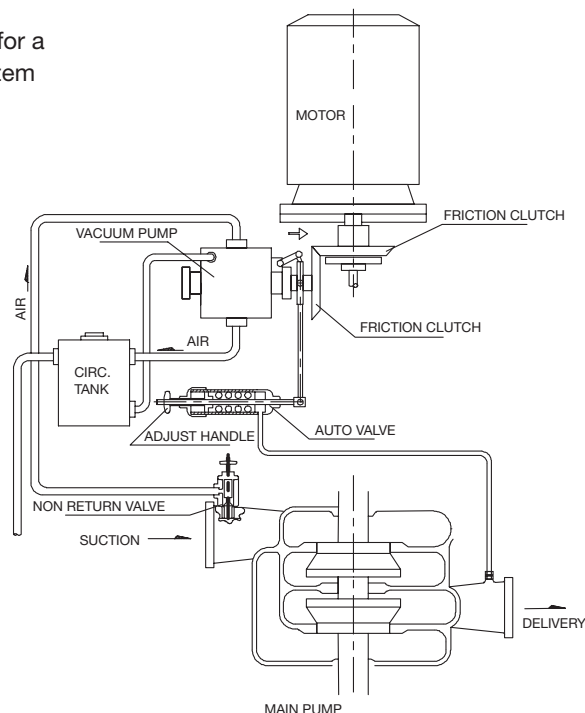 for a
tem
MOTOR
FRICTION CLUTCH
VACUUM PUMP
AIR
AIR
FRICTION CLUTCH
CIRC.
TANK
ADJUST HANDLE
AUTO VALVE
NON RETURN VALVE
SUCTION
DELIVERY
MAIN PUMP